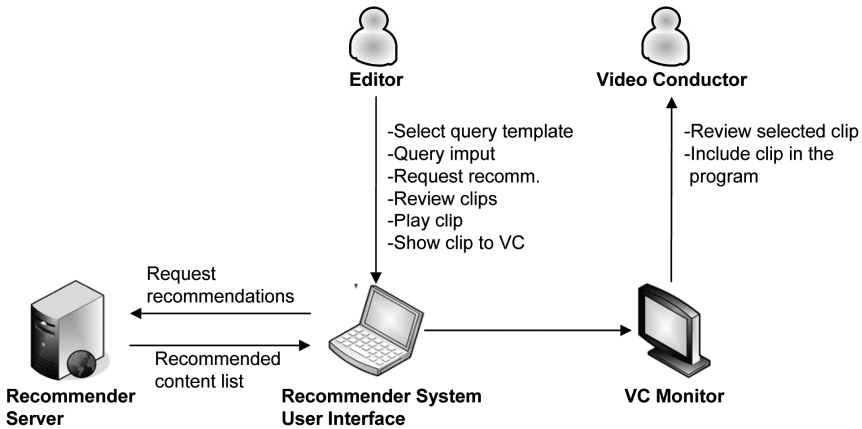 Editor
Video Conductor
-Select query template
-Query imput
-Request recomm.
-Review clips
-Play clip
-Show clip to VC
-Review selected clip
-Include clip in the
program
Request
recommendations
Recommended
content list
Recommender
Server
Recommender System
User Interface
VC Monitor